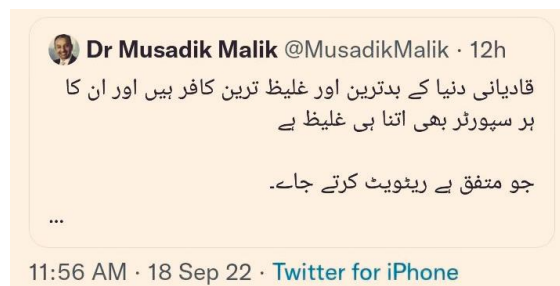 Dr Musadik Malik @MusadikMalik · 12h
قادیانی دنیا کے بدترین اور غلیظ ترین کافر ہیں اور ان کا
ہر سپورٹر بھی اتنا ہی غلیظ ہے
جو متفق ہے ریٹویٹ کرتے جاے۔
...
11:56 AM · 18 Sep 22 · Twitter for iPhone